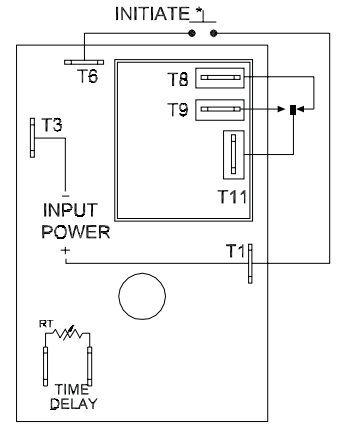 INITIATE *
T6
T8
T9
T3
T11
−
INPUT
POWER
+
T1
RT
TIME
DELAY